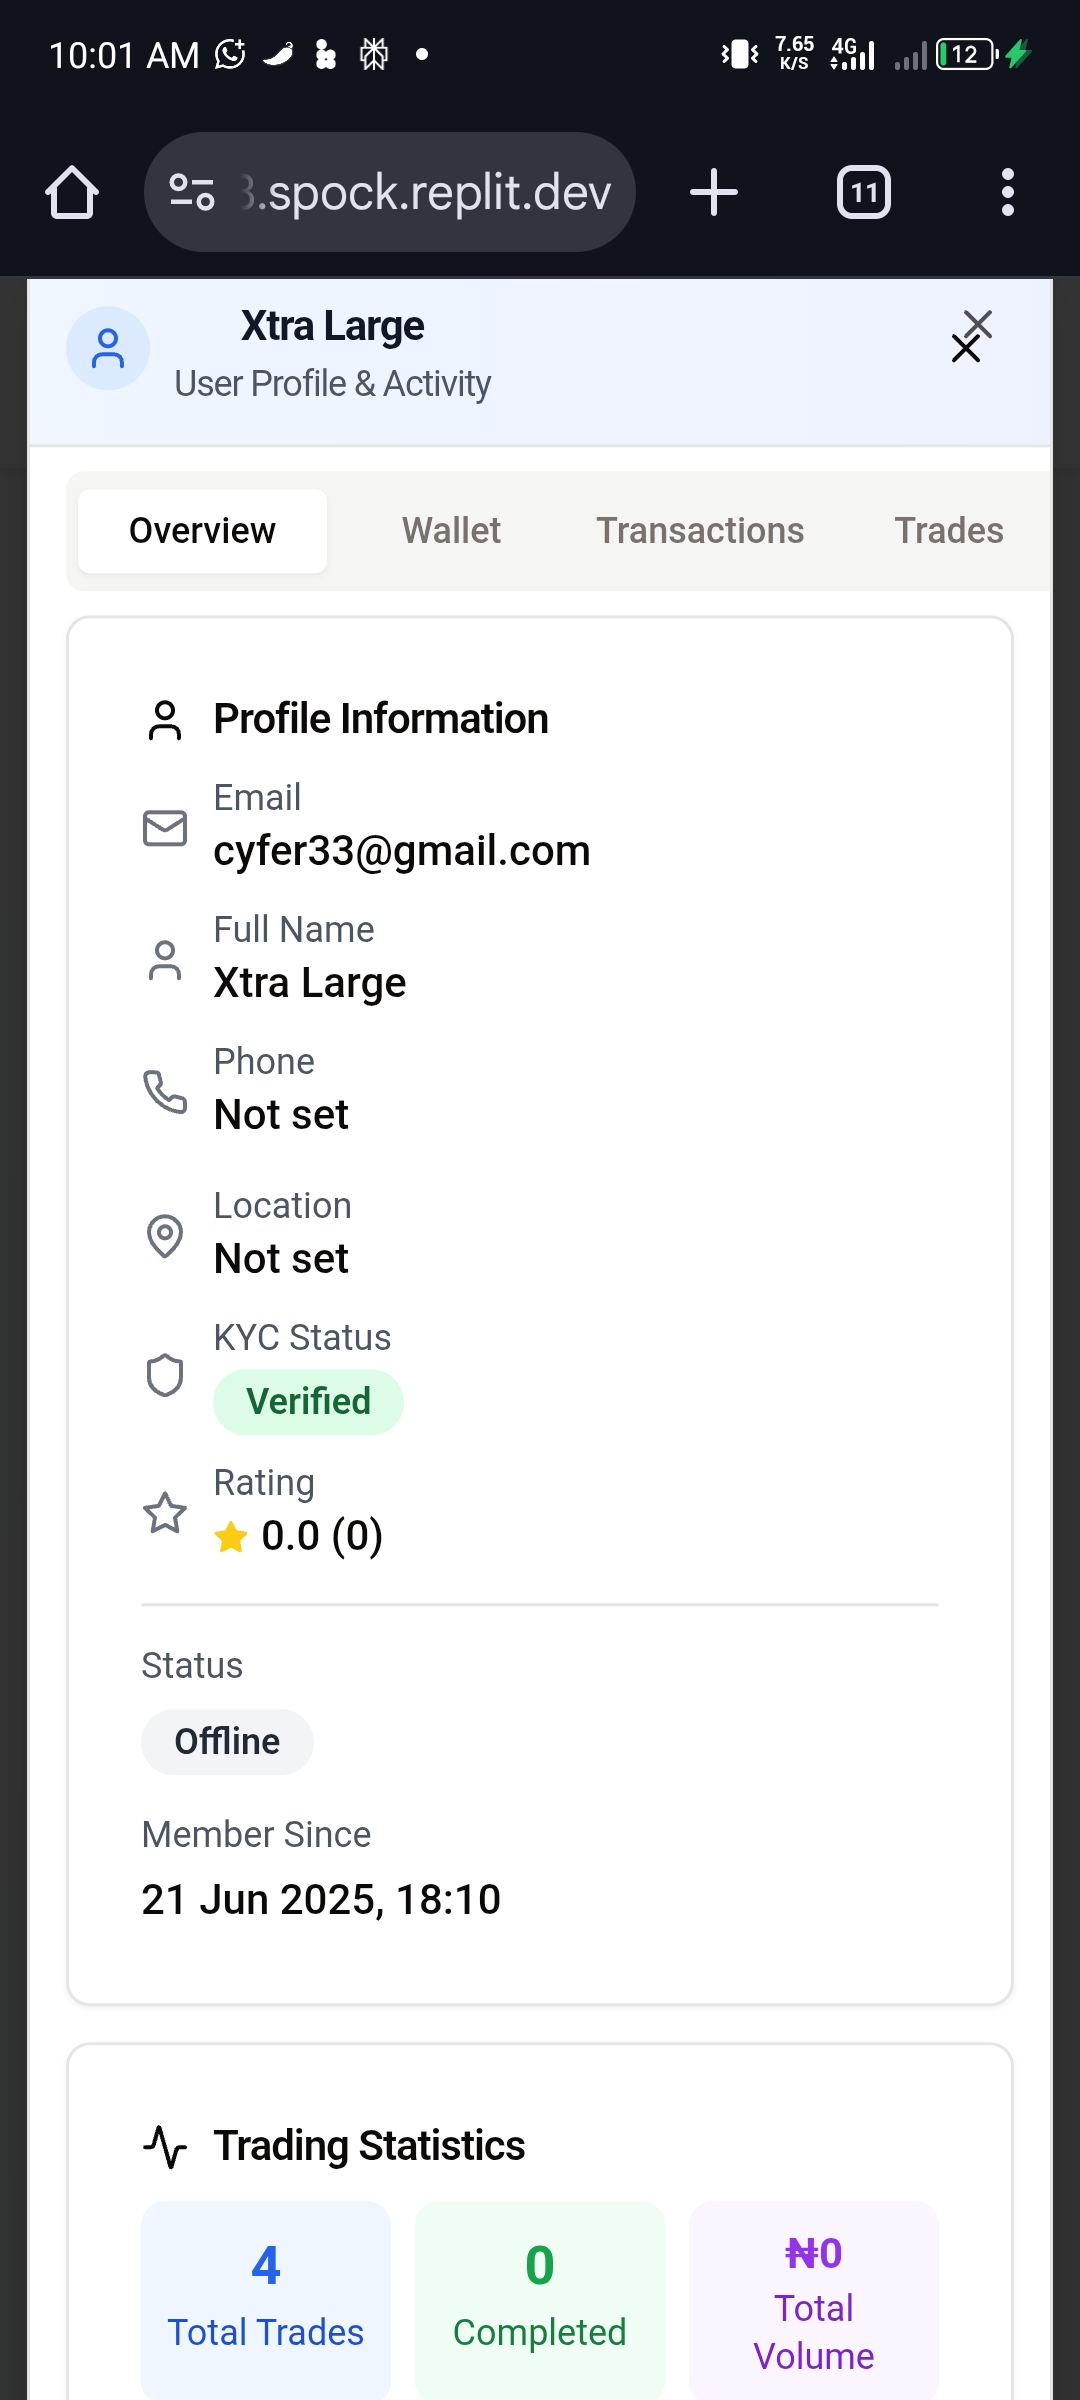 10:01 AM
7.65
K/S
4G
12
.spock.replit.dev
11
Xtra Large
User Profile & Activity
Overview
Wallet
Transactions
Trades
Profile Information
Email
cyfer33@gmail.com
Full Name
Xtra Large
Phone
Not set
Location
Not set
KYC Status
Verified
Rating
0.0 (0)
Status
Offline
Member Since
21 Jun 2025, 18:10
Trading Statistics
4
Total Trades
0
Completed
₦0
Total
Volume